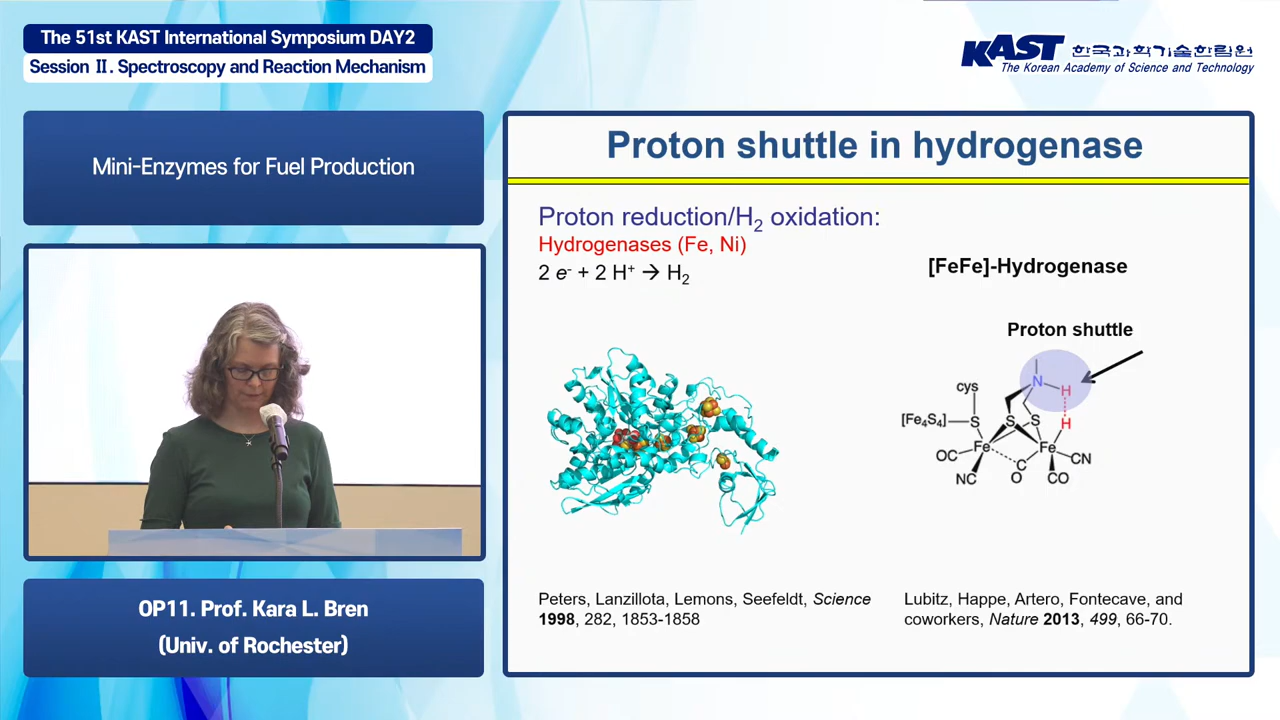 The 51st KAST International Symposium DAY2
Session Ⅱ. Spectroscopy and Reaction Mechanism
KAST 한국과학기술한림원
The Korean Academy of Science and Technology
Mini-Enzymes for Fuel Production
OP11. Prof. Kara L. Bren
(Univ. of Rochester)
Proton shuttle in hydrogenase
Proton reduction/H₂ oxidation:
Hydrogenases (Fe, Ni)
2 e⁻ + 2 H⁺ → H₂
[FeFe]-Hydrogenase
Proton shuttle
N H
cys
[Fe₄S₄] S S S H
Fe Fe
OC C CN
NC O CO
Peters, Lanzillota, Lemons, Seefeldt, Science
1998, 282, 1853-1858
Lubitz, Happe, Artero, Fontecave, and
coworkers, Nature 2013, 499, 66-70.